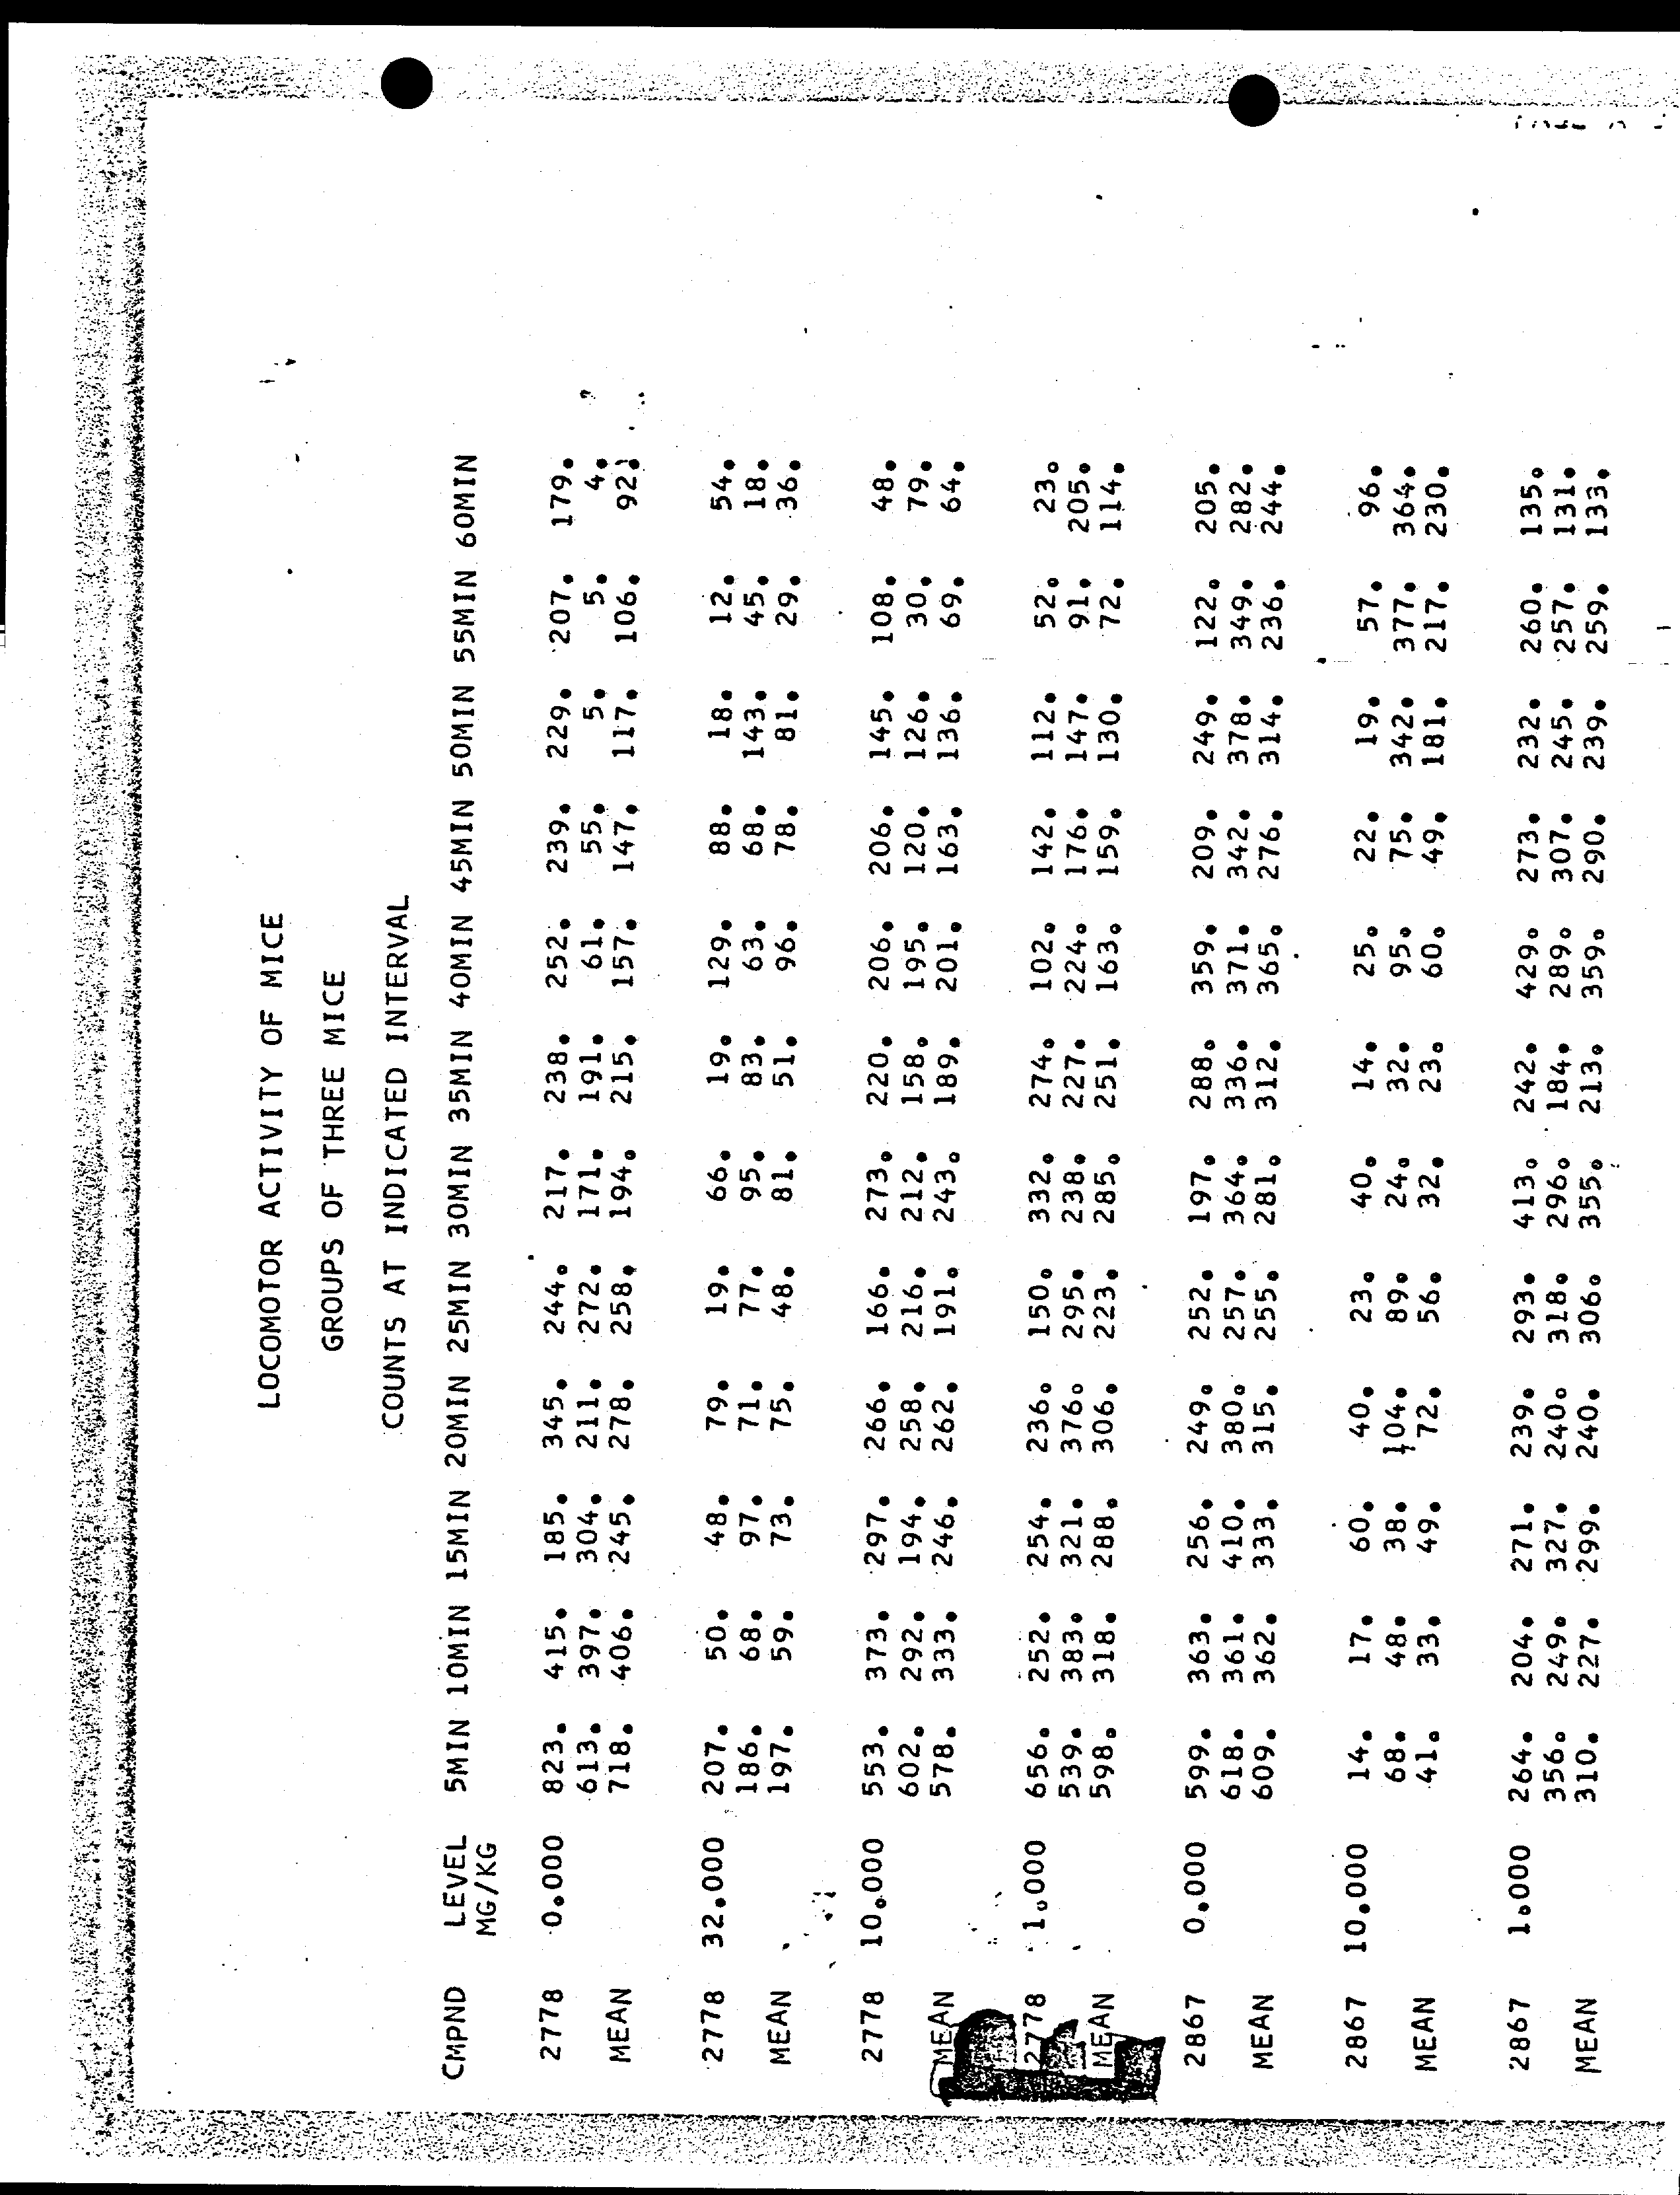 LOCOMOTOR ACTIVITY OF MICE
GROUPS OF THREE MICE
COUNTS AT INDICATED INTERVAL
CMPND LEVEL 5MIN 10MIN 15MIN 20MIN 25MIN 30MIN 35MIN 40MIN 45MIN 50MIN 55MIN 60MIN
MG/KG
2778 0.000 823. 415. 185. 345. 244. 217. 238. 252. 239. 229. 207. 179.
613. 397. 304. 211. 272. 171. 191. 61. 55. 5. 5. 4.
MEAN 718. 406. 245. 278. 258. 194. 215. 157. 147. 117. 106. 92.
2778 32.000 207. 50. 48. 79. 19. 66. 19. 129. 88. 18. 12. 54.
186. 68. 97. 71. 77. 95. 83. 63. 68. 143. 45. 18.
MEAN 197. 59. 73. 75. 48. 81. 51. 96. 78. 81. 29. 36.
2778 10.000 553. 373. 297. 266. 166. 273. 220. 206. 206. 145. 108. 48.
602. 292. 194. 258. 216. 212. 158. 195. 120. 126. 30. 79.
MEAN 578. 333. 246. 262. 191. 243. 189. 201. 163. 136. 69. 64.
2778 1.000 656. 252. 254. 236. 150. 332. 274. 102. 142. 112. 52. 23.
539. 383. 321. 376. 295. 238. 227. 224. 176. 147. 91. 205.
MEAN 598. 318. 288. 306. 223. 285. 251. 163. 159. 130. 72. 114.
2867 0.000 599. 363. 256. 249. 252. 197. 288. 359. 209. 249. 122. 205.
618. 361. 410. 380. 257. 364. 336. 371. 342. 378. 349. 282.
MEAN 609. 362. 333. 315. 255. 281. 312. 365. 276. 314. 236. 244.
2867 10.000 14. 17. 60. 40. 23. 40. 14. 25. 22. 19. 57. 96.
68. 48. 38. 104. 89. 24. 32. 95. 75. 342. 377. 364.
MEAN 41. 33. 49. 72. 56. 32. 23. 60. 49. 181. 217. 230.
2867 1.000 264. 204. 271. 239. 293. 413. 242. 429. 273. 232. 260. 135.
356. 249. 327. 240. 318. 296. 184. 289. 307. 245. 257. 131.
MEAN 310. 227. 299. 240. 306. 355. 213. 359. 290. 239. 259. 133.